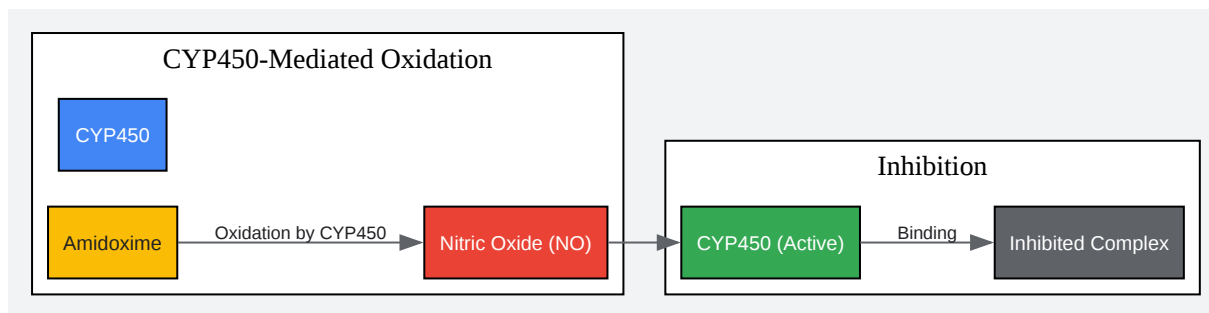 CYP450-Mediated Oxidation
CYP450
Amidoxime
Oxidation by CYP450
Nitric Oxide (NO)
Inhibition
CYP450 (Active)
Binding
Inhibited Complex